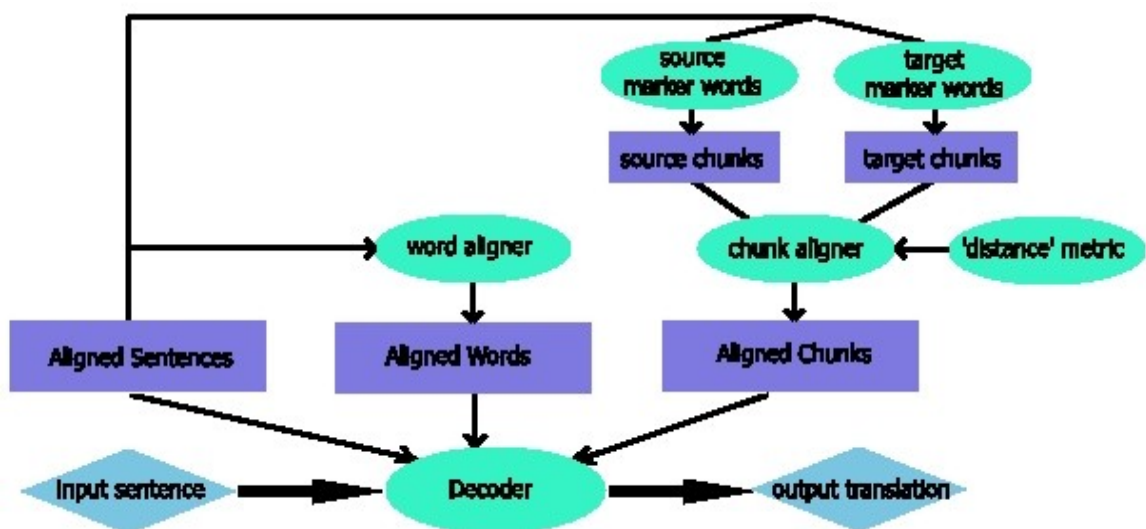 source
marker words
target
marker words
source chunks
target chunks
word aligner
chunk aligner
'distance' metric
Aligned Sentences
Aligned Words
Aligned Chunks
Input sentence
Decoder
output translation